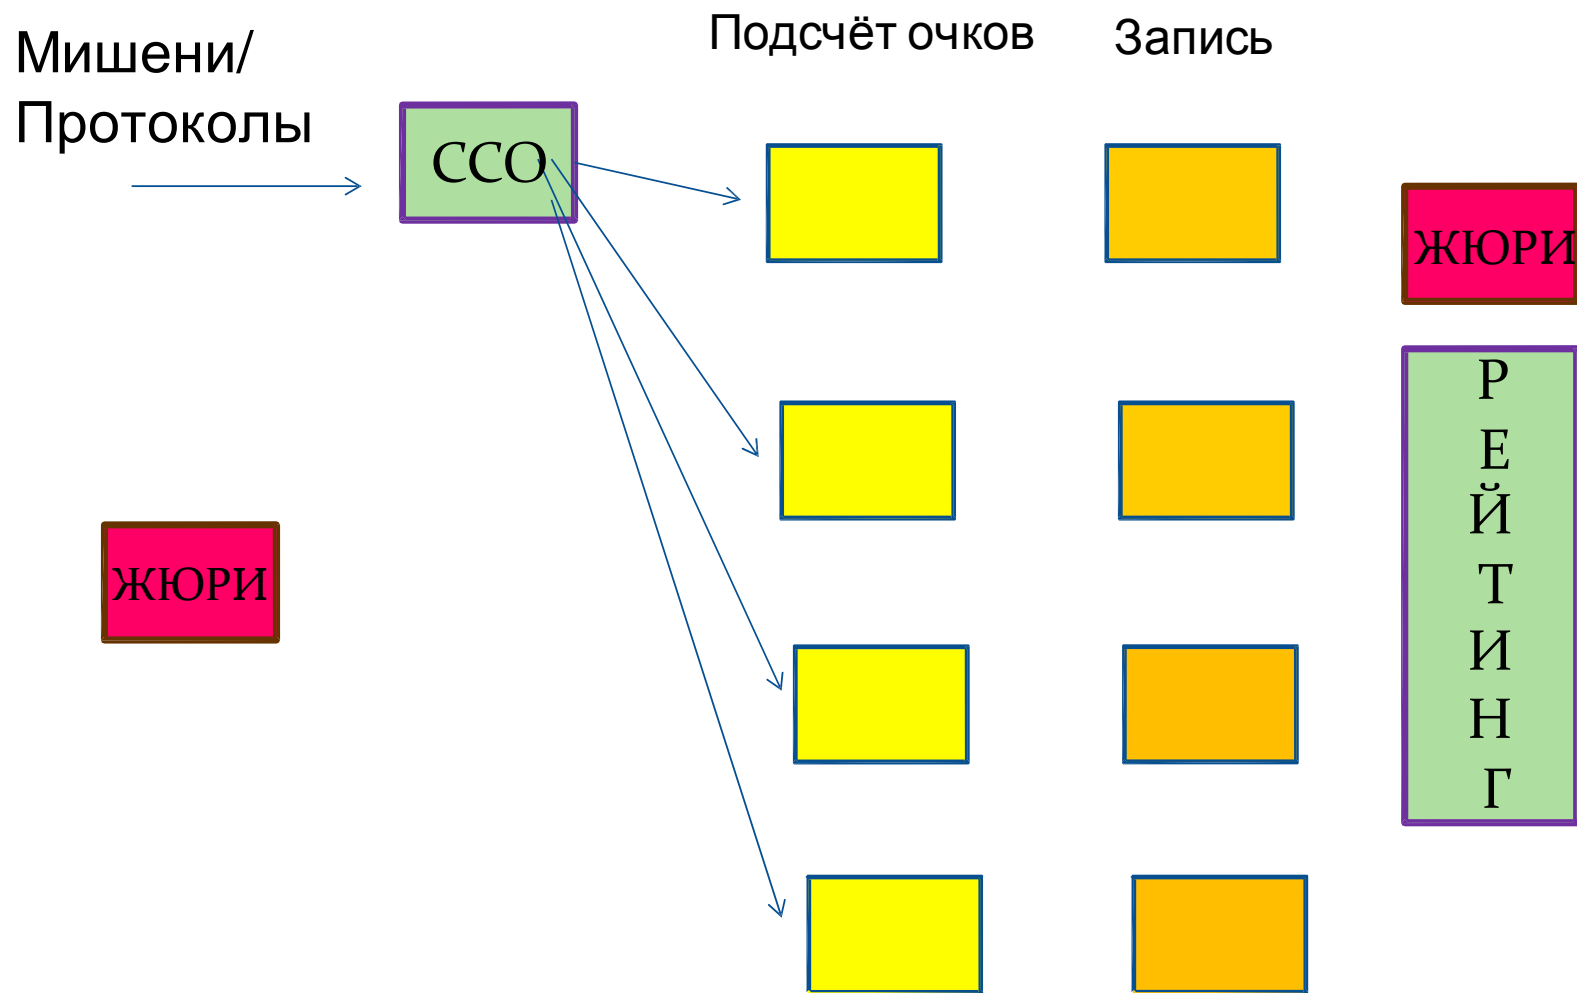 Мишени/
Протоколы
Подсчёт очков
Запись
ССО
ЖЮРИ
ЖЮРИ
Р
Е
Й
Т
И
Н
Г